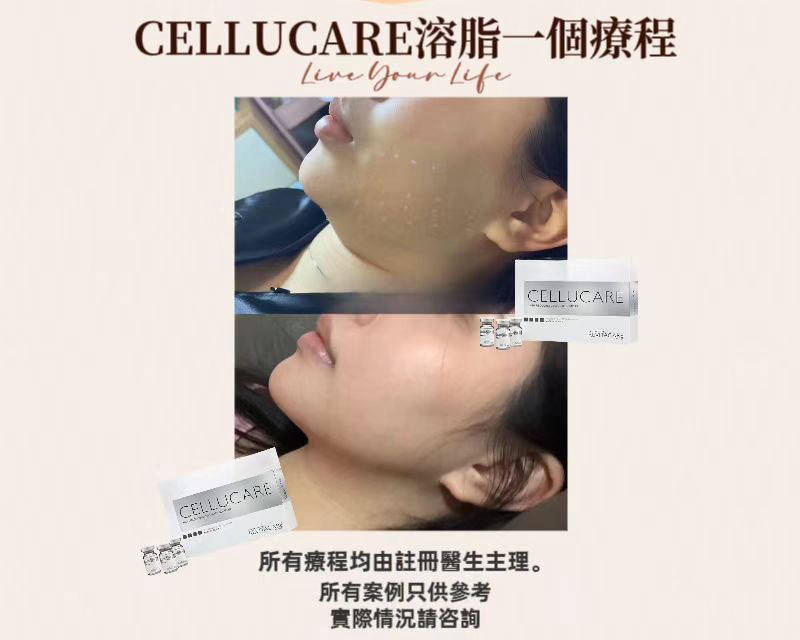 CELLUCARE溶脂一個療程
Live Your Life
CELLUCARE
CELLUCARE
所有療程均由註冊醫生主理。
所有案例只供參考
實際情況請咨詢